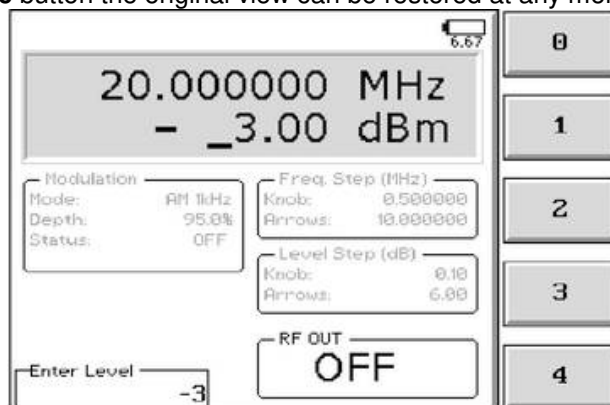 button the original view can be restored at any mo
6.67
20.000000 MHz
- _3.00 dBm
Modulation
Mode: AM 1kHz
Depth: 95.0%
Status: OFF
Freq. Step (MHz)
Knob: 0.500000
Arrows: 10.000000
Level Step (dB)
Knob: 0.10
Arrows: 6.00
RF OUT
OFF
Enter Level
-3
0
1
2
3
4